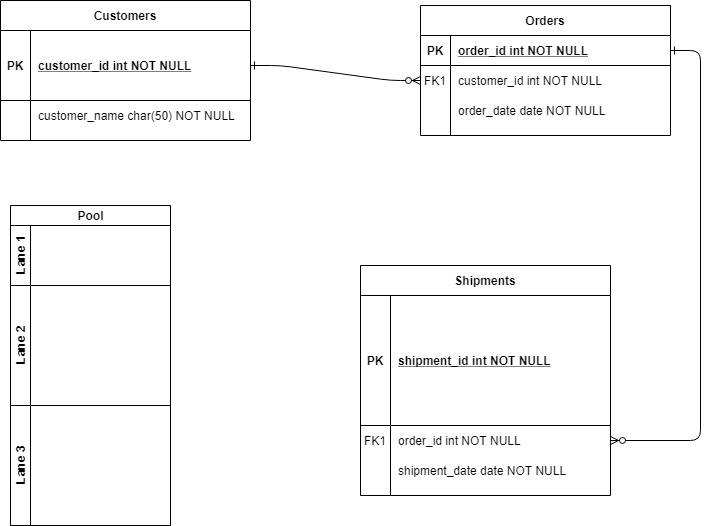 Customers
PK
customer_id int NOT NULL
customer_name char(50) NOT NULL
Orders
PK
order_id int NOT NULL
FK1
customer_id int NOT NULL
order_date date NOT NULL
Pool
Lane 1
Lane 2
Lane 3
Shipments
PK
shipment_id int NOT NULL
FK1
order_id int NOT NULL
shipment_date date NOT NULL